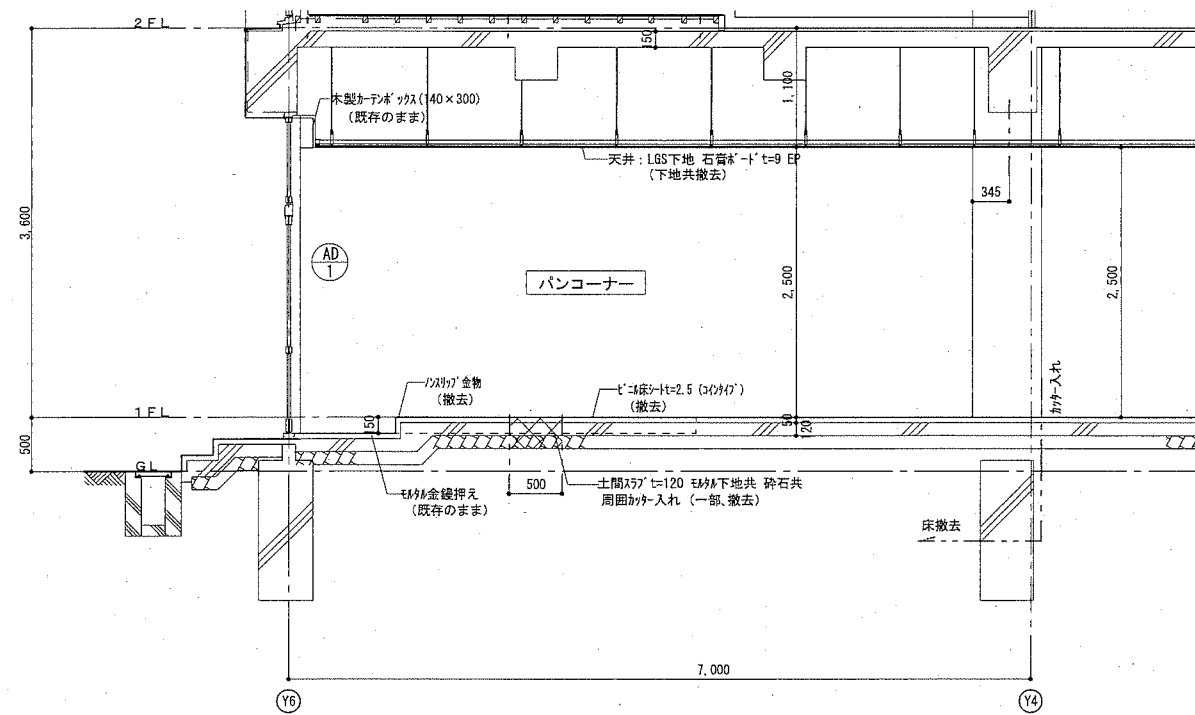 2FL
150
1,100
木製カーテンボックス(140×300)
(既存のまま)
天井：LGS下地 石膏ボードt=9 EP
(下地共撤去)
345
3,600
AD
1
パンコーナー
2,500
2,500
ノンスリップ金物
(撤去)
ビニル床シートt=2.5 (コインタイプ)
(撤去)
カッター入れ
1FL
150
50
120
500
GL
500
モルタル金鏝押え
(既存のまま)
土間スラブt=120 モルタル下地共 砕石共
周囲カッター入れ (一部、撤去)
床撤去
7,000
Y6
Y4